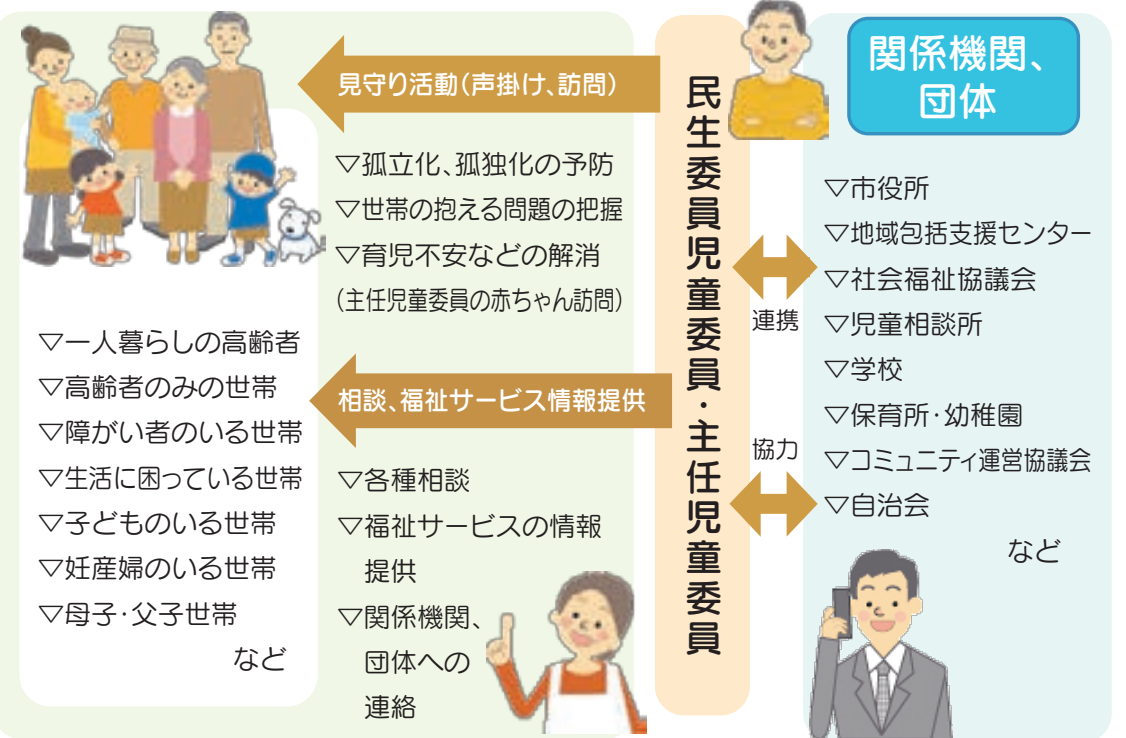 見守り活動(声掛け、訪問)
▽孤立化、孤独化の予防
▽世帯の抱える問題の把握
▽育児不安などの解消
(主任児童委員の赤ちゃん訪問)
▽一人暮らしの高齢者
▽高齢者のみの世帯
▽障がい者のいる世帯
▽生活に困っている世帯
▽子どものいる世帯
▽妊産婦のいる世帯
▽母子・父子世帯
など
相談、福祉サービス情報提供
▽各種相談
▽福祉サービスの情報
提供
▽関係機関、
団体への
連絡
民生委員児童委員・主任児童委員
連携
協力
関係機関、
団体
▽市役所
▽地域包括支援センター
▽社会福祉協議会
▽児童相談所
▽学校
▽保育所・幼稚園
▽コミュニティ運営協議会
▽自治会
など